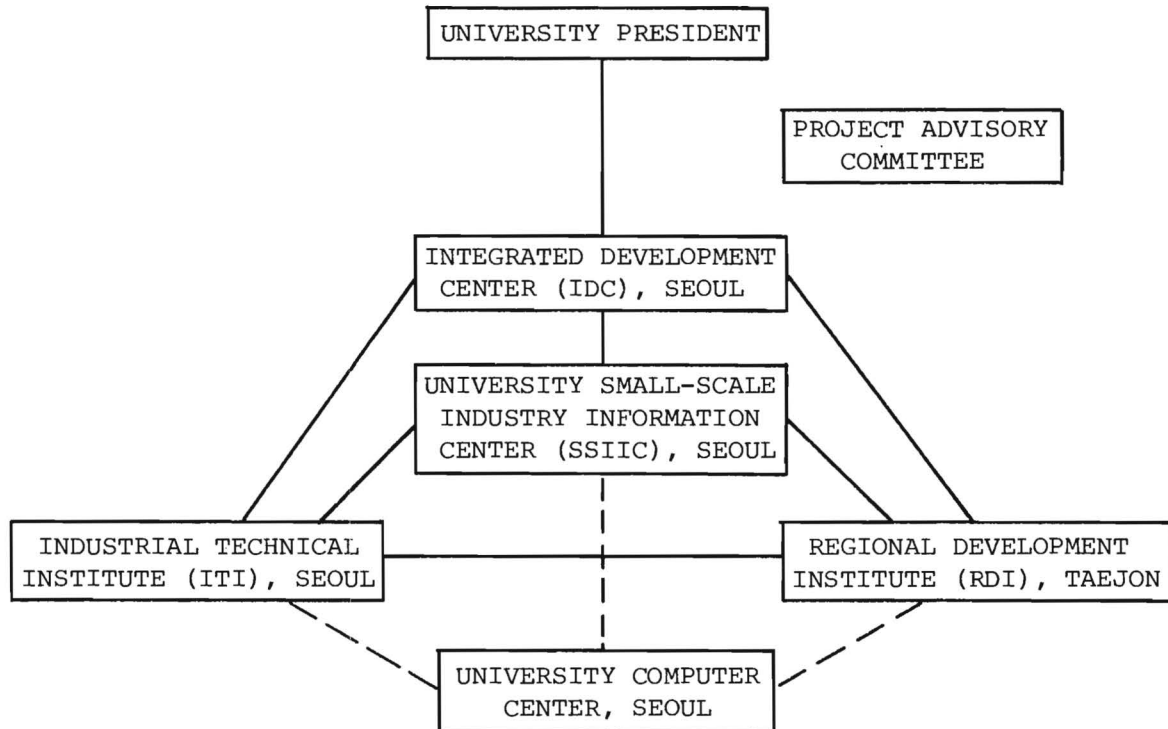 UNIVERSITY PRESIDENT
PROJECT ADVISORY
COMMITTEE
INTEGRATED DEVELOPMENT
CENTER (IDC), SEOUL
UNIVERSITY SMALL-SCALE
INDUSTRY INFORMATION
CENTER (SSIIC), SEOUL
INDUSTRIAL TECHNICAL
INSTITUTE (ITI), SEOUL
REGIONAL DEVELOPMENT
INSTITUTE (RDI), TAEJON
UNIVERSITY COMPUTER
CENTER, SEOUL